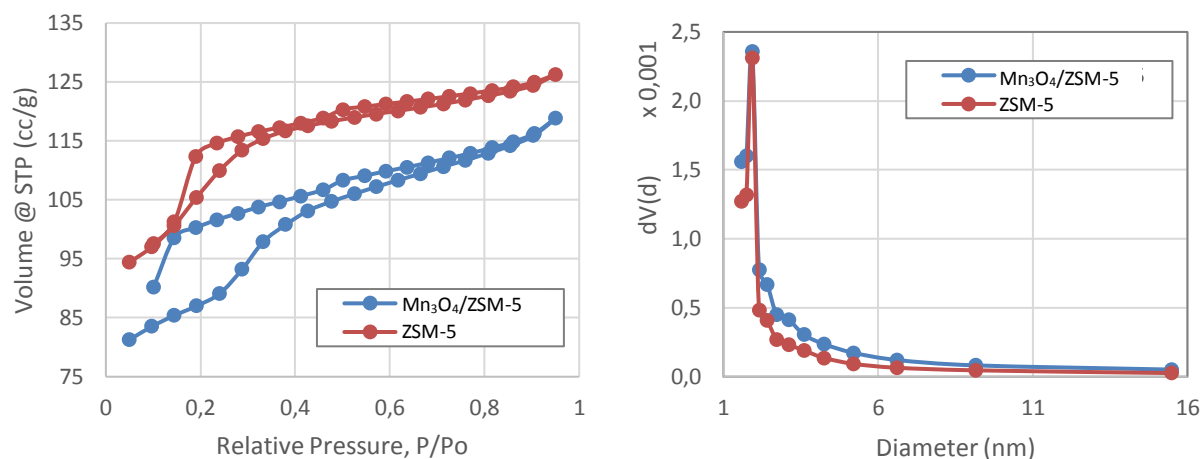 135
125
115
105
95
85
75
Volume @ STP (cc/g)
0
0,2
0,4
0,6
0,8
1
Relative Pressure, P/Po
Mn₃O₄/ZSM-5
ZSM-5
2,5
2,0
1,5
1,0
0,5
0,0
x 0,001
dV(d)
1
6
11
16
Diameter (nm)
Mn₃O₄/ZSM-5
ZSM-5